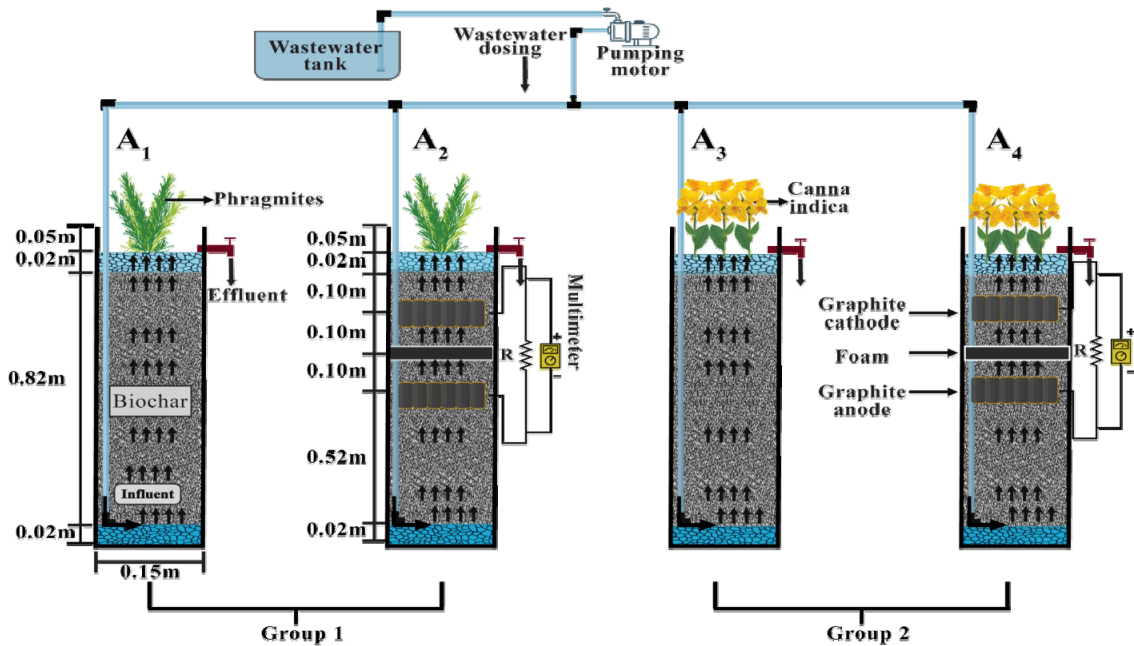 Wastewater
tank
Wastewater
dosing
Pumping
motor
A1
A2
A3
A4
Phragmites
Canna
indica
0.05m
0.02m
Effluent
0.82m
Biochar
Influent
0.02m
0.15m
0.05m
0.02m
0.10m
0.10m
0.10m
0.52m
0.02m
R
+
−
Multimeter
Graphite
cathode
Foam
Graphite
anode
R
+
−
Group 1
Group 2